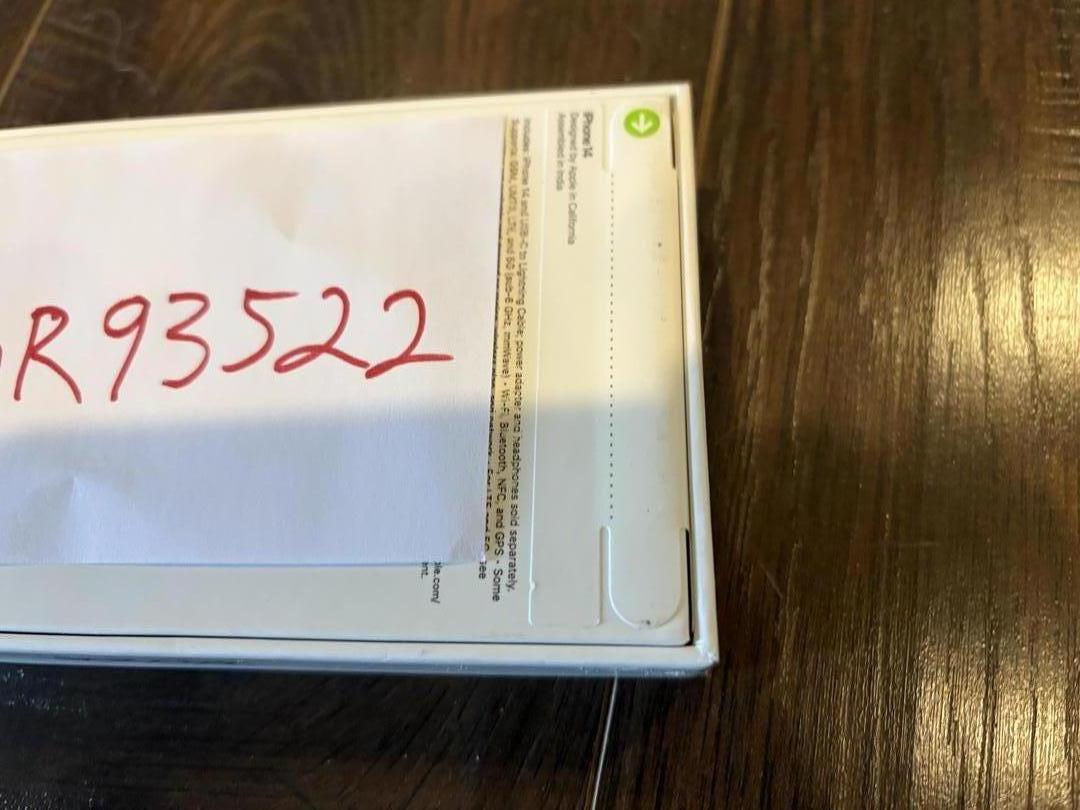 R93522
iPhone 14
Designed by Apple in California
Assembled in India
Includes: iPhone 14 and USB-C to Lightning Cable; power adapter and headphones sold separately.
Supports: GSM, UMTS, LTE, and 5G (sub-6 GHz, mmWave) • Wi-Fi, Bluetooth, NFC, and GPS • Some